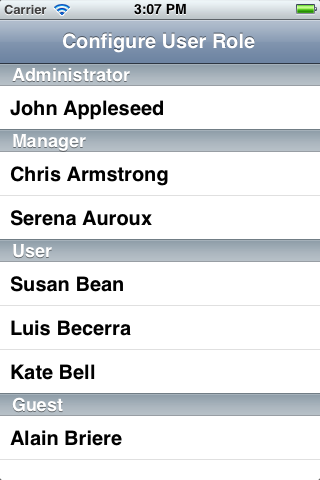 Carrier 3:07 PM
Configure User Role
Administrator
John Appleseed
Manager
Chris Armstrong
Serena Auroux
User
Susan Bean
Luis Becerra
Kate Bell
Guest
Alain Briere